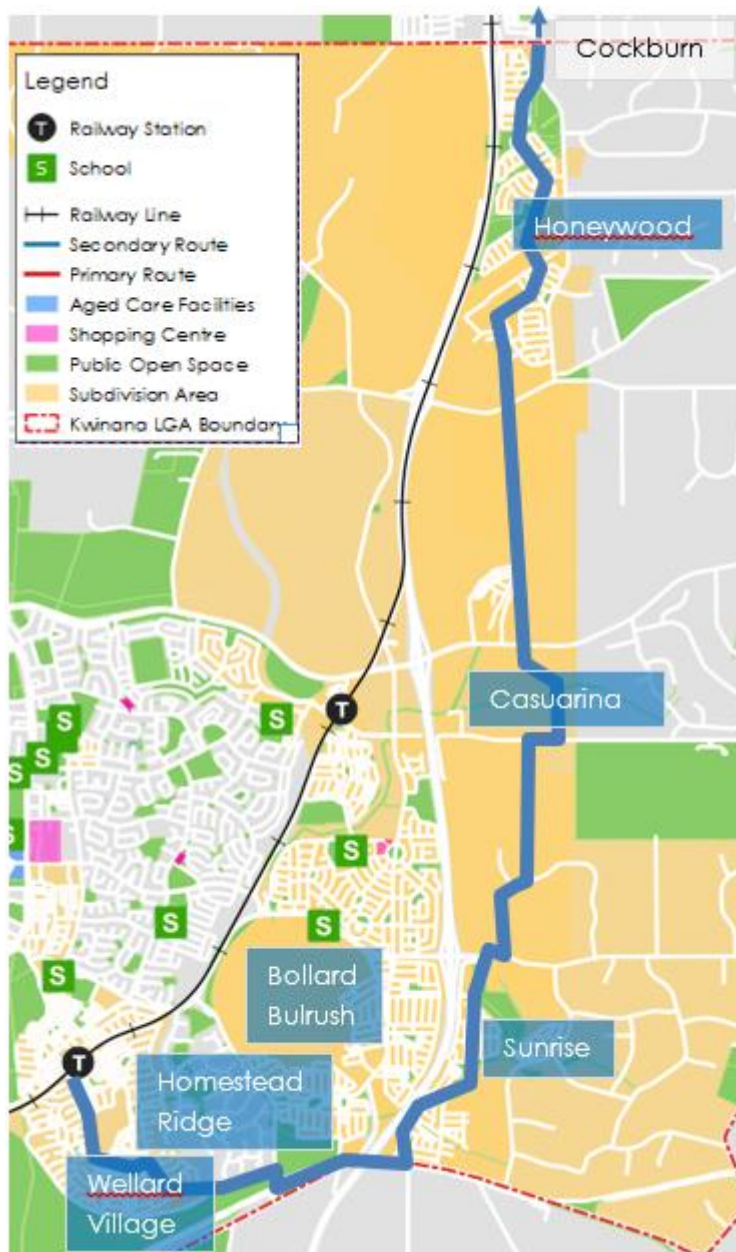 Cockburn
Legend
T Railway Station
S School
Railway Line
Secondary Route
Primary Route
Aged Care Facilities
Shopping Centre
Public Open Space
Subdivision Area
Kwinana LGA Boundary
Honeywood
Casuarina
S
S
T
S
S
S
S
S
S
S
Bollard
Bulrush
S
Sunrise
T
Homestead
Ridge
Wellard
Village